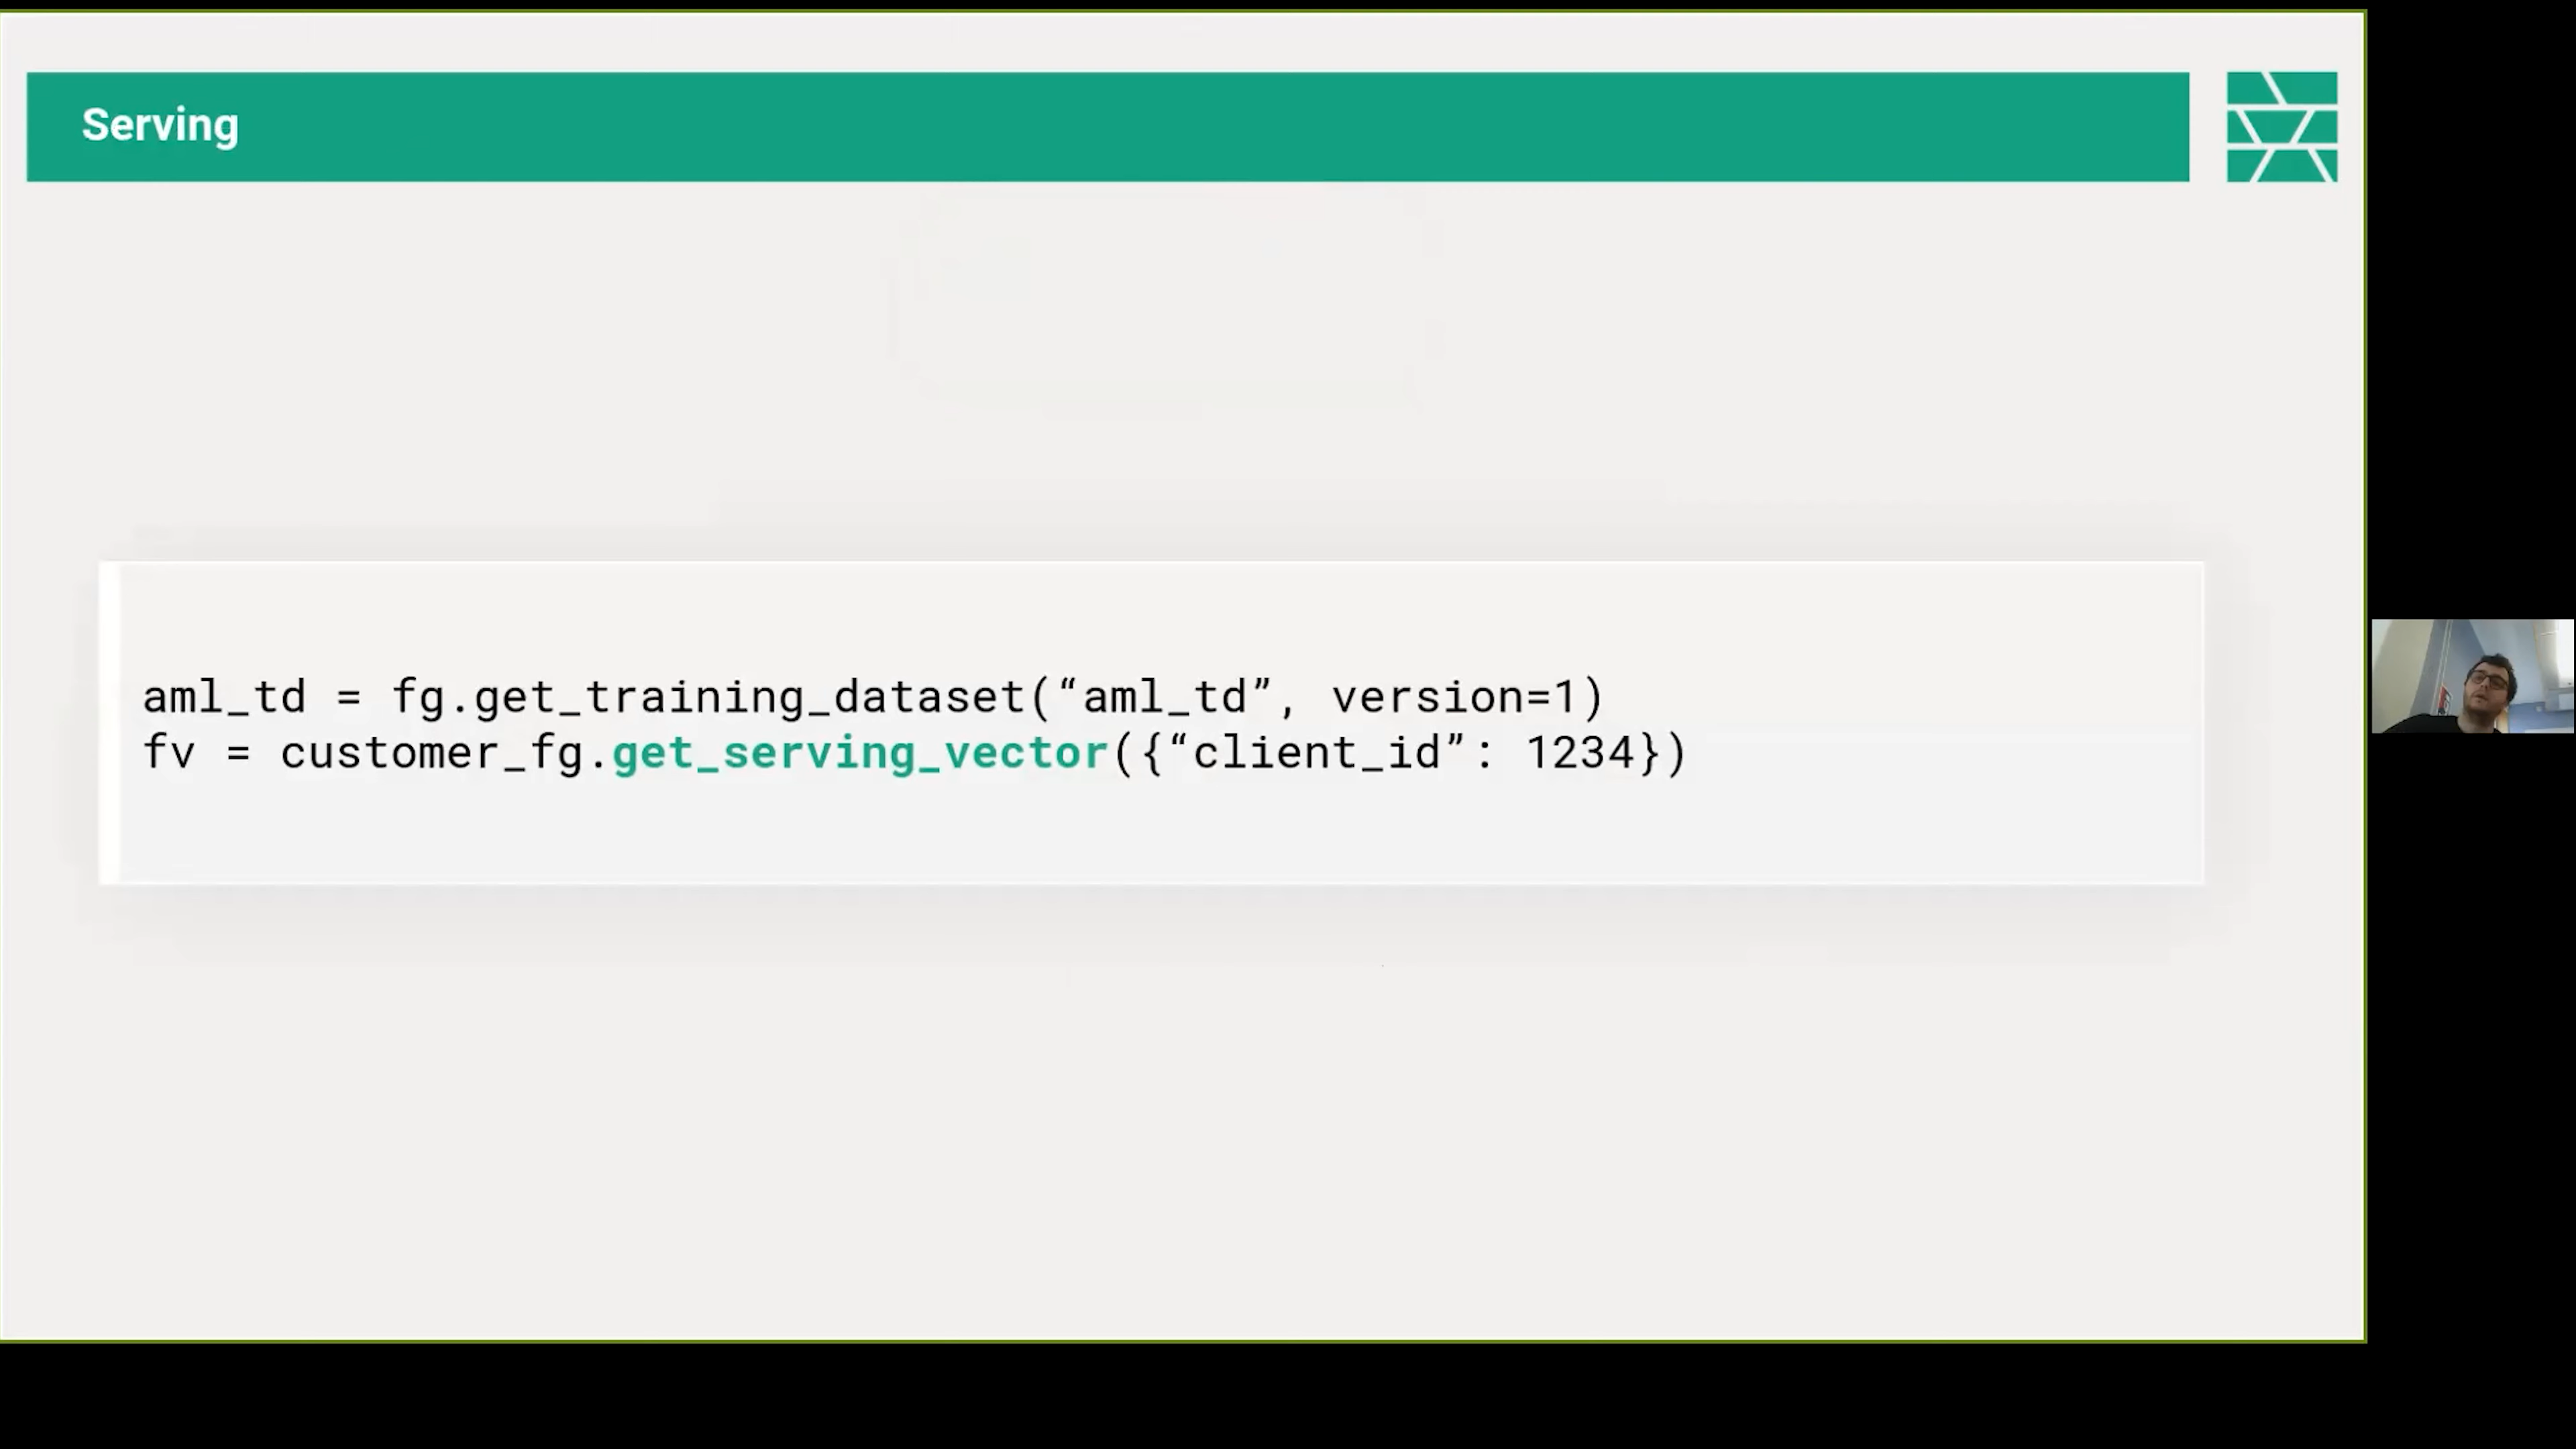 Serving
aml_td = fg.get_training_dataset(“aml_td”, version=1)
fv = customer_fg.get_serving_vector({“client_id”: 1234})